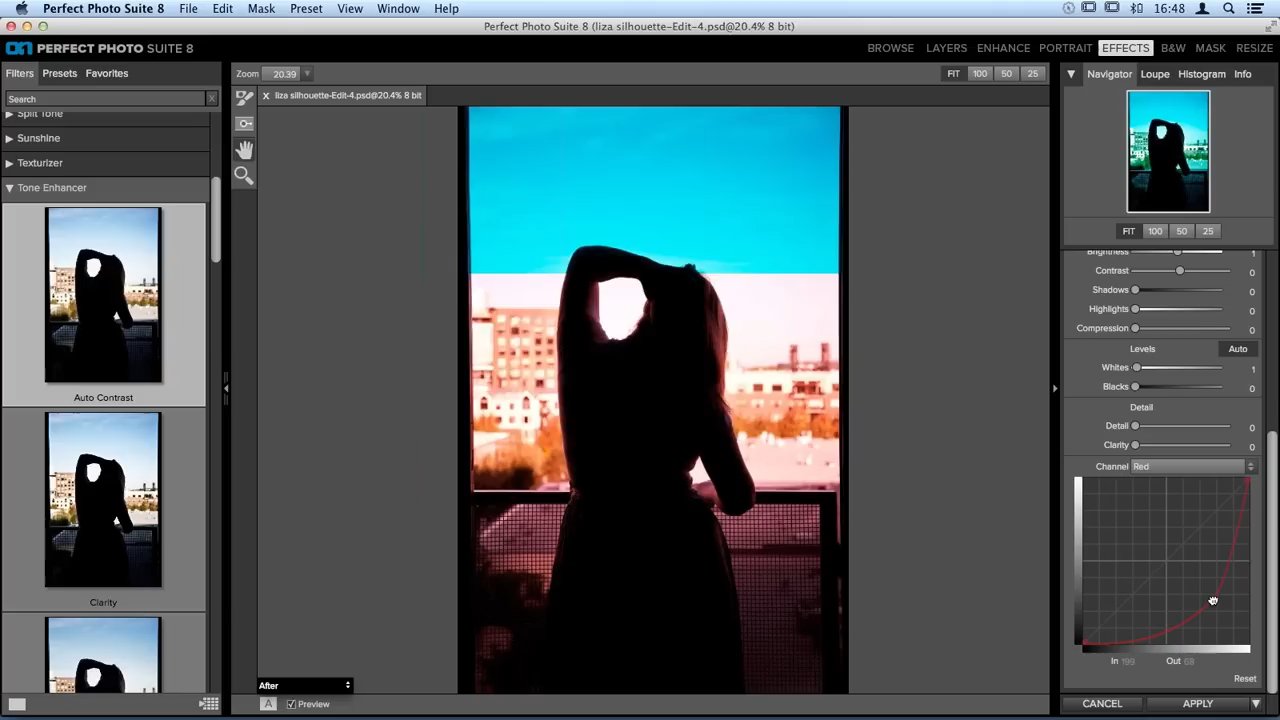 Perfect Photo Suite 8 File Edit Mask Preset View Window Help 16:48
Perfect Photo Suite 8 (liza silhouette-Edit-4.psd@20.4% 8 bit)
PERFECT PHOTO SUITE 8 BROWSE LAYERS ENHANCE PORTRAIT EFFECTS B&W MASK RESIZE
Filters Presets Favorites
Search
Split Tone
Sunshine
Texturizer
Tone Enhancer
Auto Contrast
Clarity
Zoom 20.39 FIT 100 50 25
x liza silhouette-Edit-4.psd@20.4% 8 bit
After
A Preview
Navigator Loupe Histogram Info
FIT 100 50 25
Brightness 1
Contrast 0
Shadows 0
Highlights 0
Compression 0
Levels Auto
Whites 1
Blacks 0
Detail
Detail 0
Clarity 0
Channel Red
In 199 Out 68
Reset
CANCEL APPLY